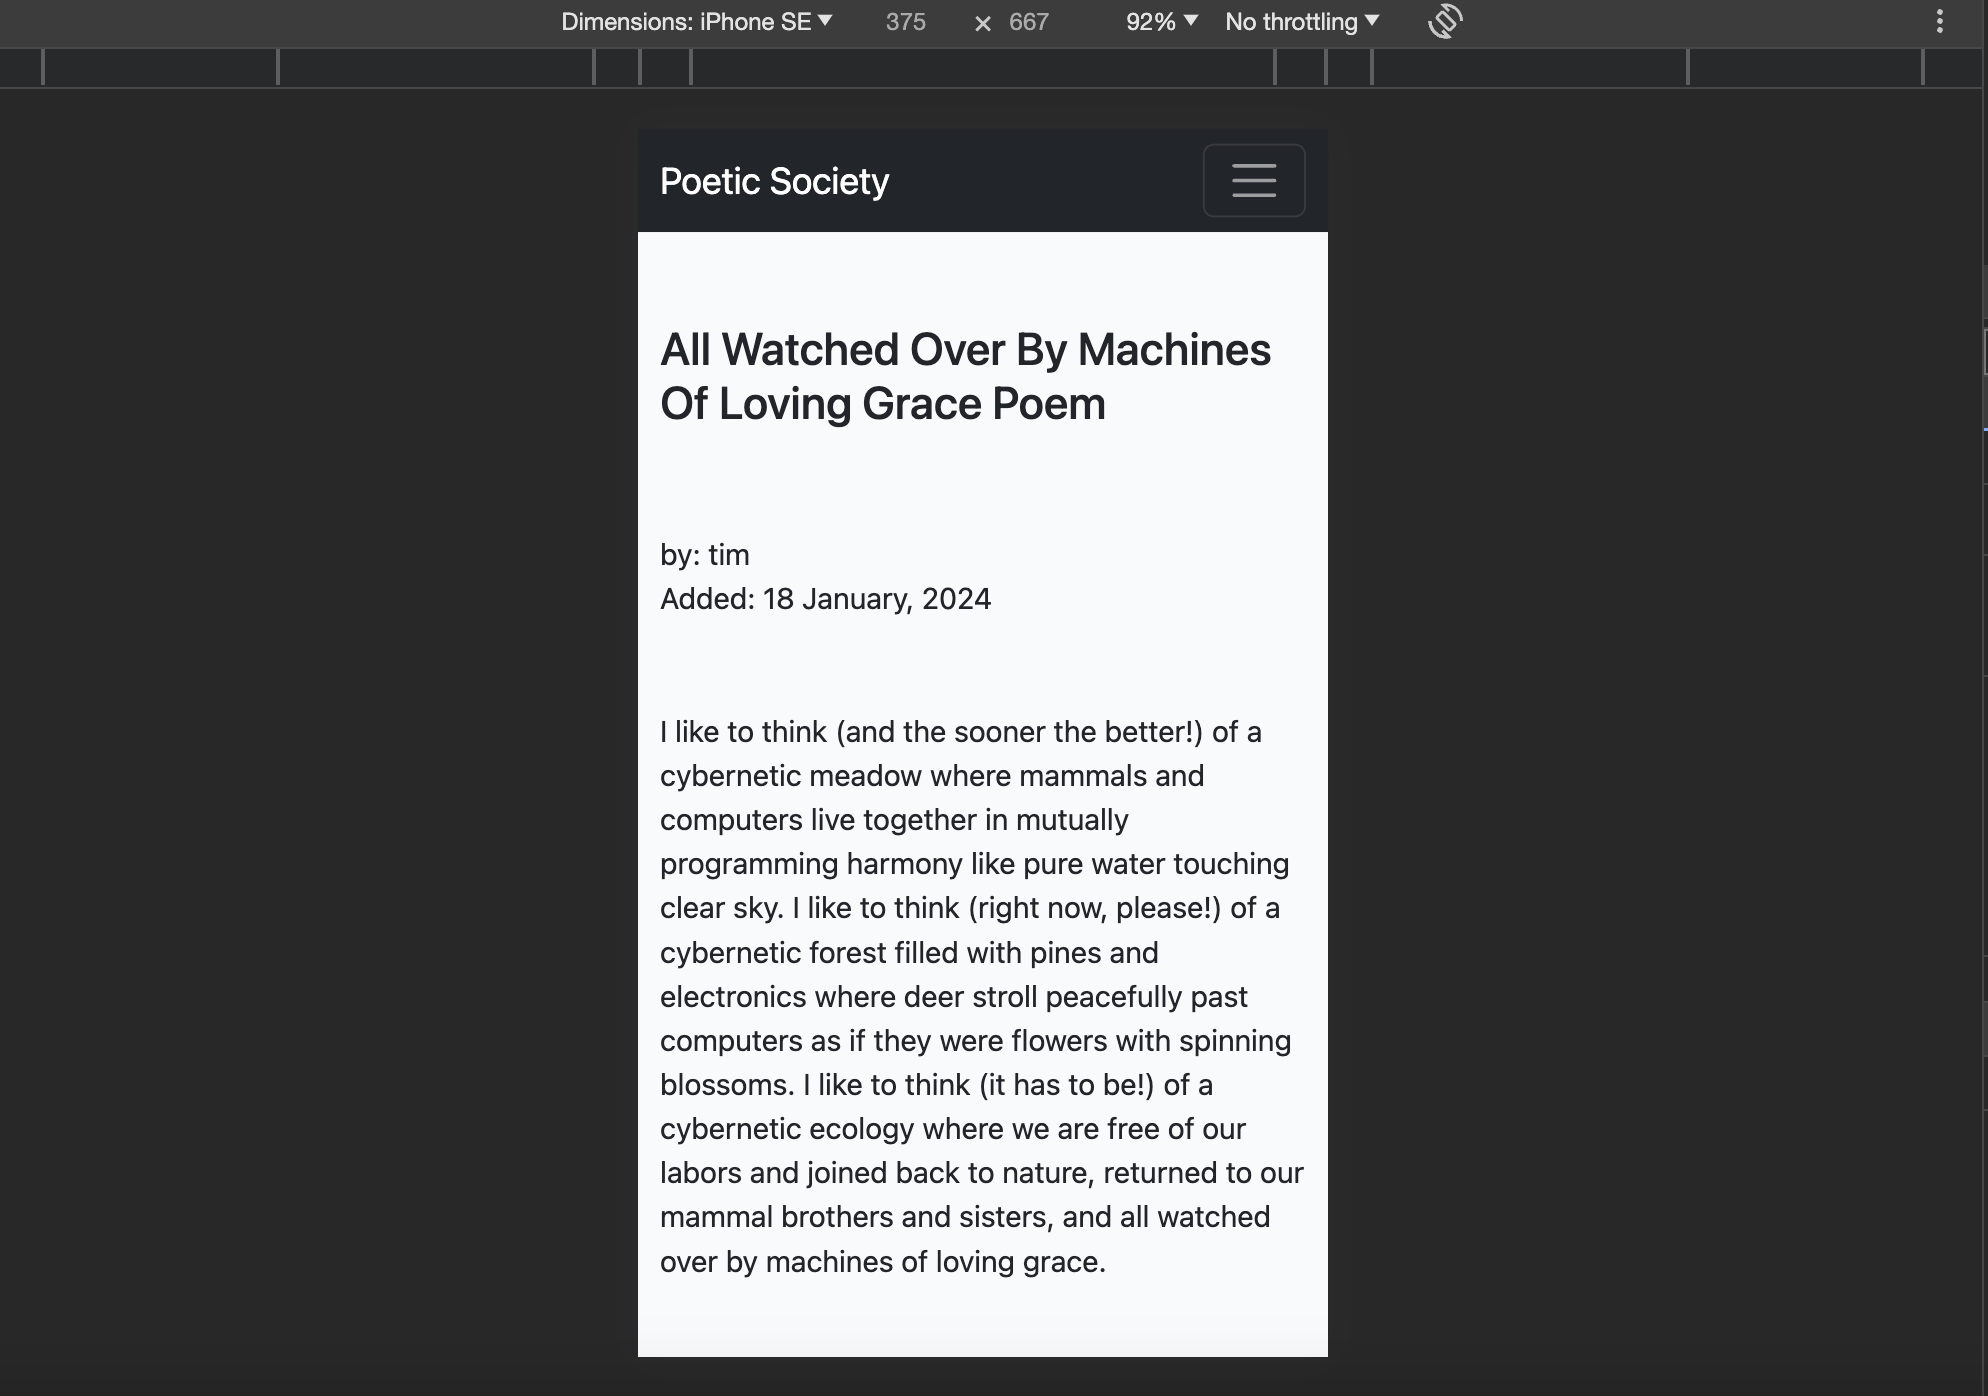 Dimensions: iPhone SE 375 × 667 92% No throttling
Poetic Society
All Watched Over By Machines
Of Loving Grace Poem
by: tim
Added: 18 January, 2024
I like to think (and the sooner the better!) of a
cybernetic meadow where mammals and
computers live together in mutually
programming harmony like pure water touching
clear sky. I like to think (right now, please!) of a
cybernetic forest filled with pines and
electronics where deer stroll peacefully past
computers as if they were flowers with spinning
blossoms. I like to think (it has to be!) of a
cybernetic ecology where we are free of our
labors and joined back to nature, returned to our
mammal brothers and sisters, and all watched
over by machines of loving grace.